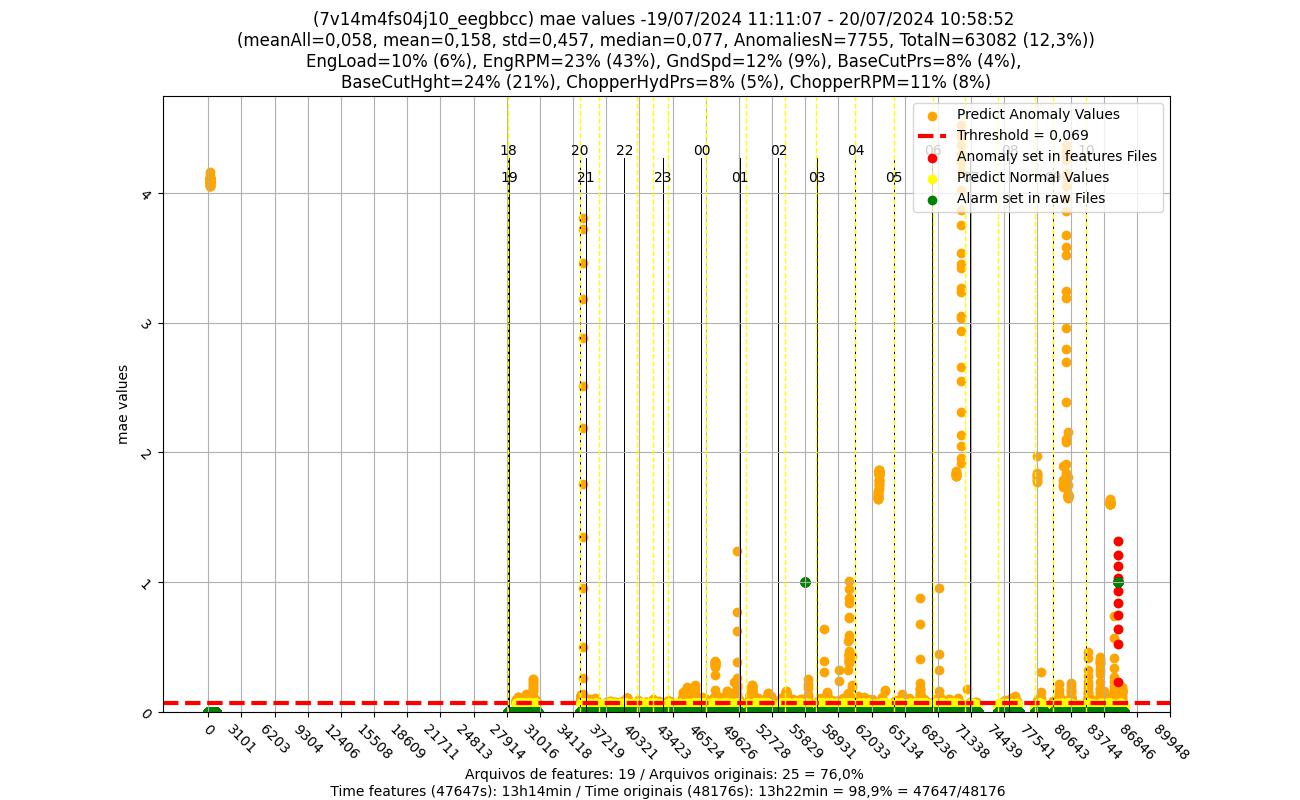 (7v14m4fs04j10_eegbbcc) mae values -19/07/2024 11:11:07 - 20/07/2024 10:58:52
(meanAll=0,058, mean=0,158, std=0,457, median=0,077, AnomaliesN=7755, TotalN=63082 (12,3%))
EngLoad=10% (6%), EngRPM=23% (43%), GndSpd=12% (9%), BaseCutPrs=8% (4%),
BaseCutHght=24% (21%), ChopperHydPrs=8% (5%), ChopperRPM=11% (8%)
Predict Anomaly Values
Trhreshold = 0,069
Anomaly set in features Files
Predict Normal Values
Alarm set in raw Files
18 20 22 00 02 04 06 08 10
19 21 23 01 03 05
mae values
4
3
2
1
0
0 3101 6203 9304 12406 15508 18609 21711 24813 27914 31016 34118 37219 40321 43423 46524 49626 52728 55829 58931 62033 65134 68236 71338 74439 77541 80643 83744 86846 89948
Arquivos de features: 19 / Arquivos originais: 25 = 76,0%
Time features (47647s): 13h14min / Time originais (48176s): 13h22min = 98,9% = 47647/48176